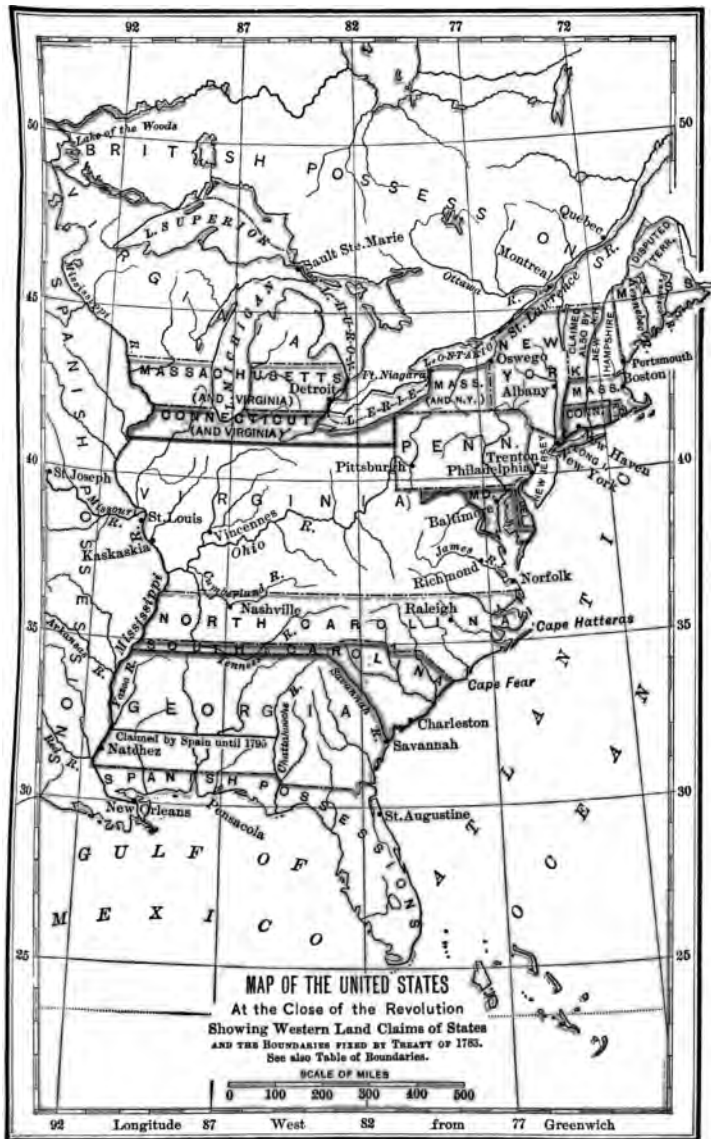 92 87 82 77 72
50 50
Lake of the Woods
BRITISH POSSESSIONS
L. SUPERIOR
Sault Ste. Marie
Quebec
Montreal
Ottawa R.
St. Lawrence R.
DISPUTED TERR.
VIRGINIA
SPANISH POSSESSIONS
Mississippi R.
45 45
L. MICHIGAN
L. HURON
L. ONTARIO
Oswego
NEW YORK
CLAIMED ALSO BY NEW HAMPSHIRE
MASS
Portsmouth
Boston
MASSACHUSETTS
(AND VIRGINIA)
Detroit
Ft. Niagara
L. ERIE
MASS.
(AND N.Y.)
Albany
MASS.
CONNECTICUT
(AND VIRGINIA)
CONN.
New Haven
LONG I.
New York
40 40
PENN.
Pittsburgh
Trenton
Philadelphia
NEW JERSEY
St. Joseph
Missouri R.
St. Louis
Kaskaskia
VIRGINIA
Vincennes
Ohio R.
MD.
Baltimore
James R.
Richmond
Norfolk
Cumberland R.
Nashville
Raleigh
NORTH CAROLINA
Cape Hatteras
35 35
Mississippi
Arkansas R.
SOUTH CAROLINA
Tennessee R.
Cape Fear
Yazoo R.
GEORGIA
Savannah R.
Chattahooche R.
Charleston
Savannah
Claimed by Spain until 1795
Natchez
Red R.
SPANISH POSSESSIONS
30 30
New Orleans
Pensacola
St. Augustine
GULF OF
MEXICO
ATLANTIC
OCEAN
25 25
MAP OF THE UNITED STATES
At the Close of the Revolution
Showing Western Land Claims of States
AND THE BOUNDARIES FIXED BY TREATY OF 1783.
See also Table of Boundaries.
SCALE OF MILES
0 100 200 300 400 500
92 Longitude 87 West 82 from 77 Greenwich